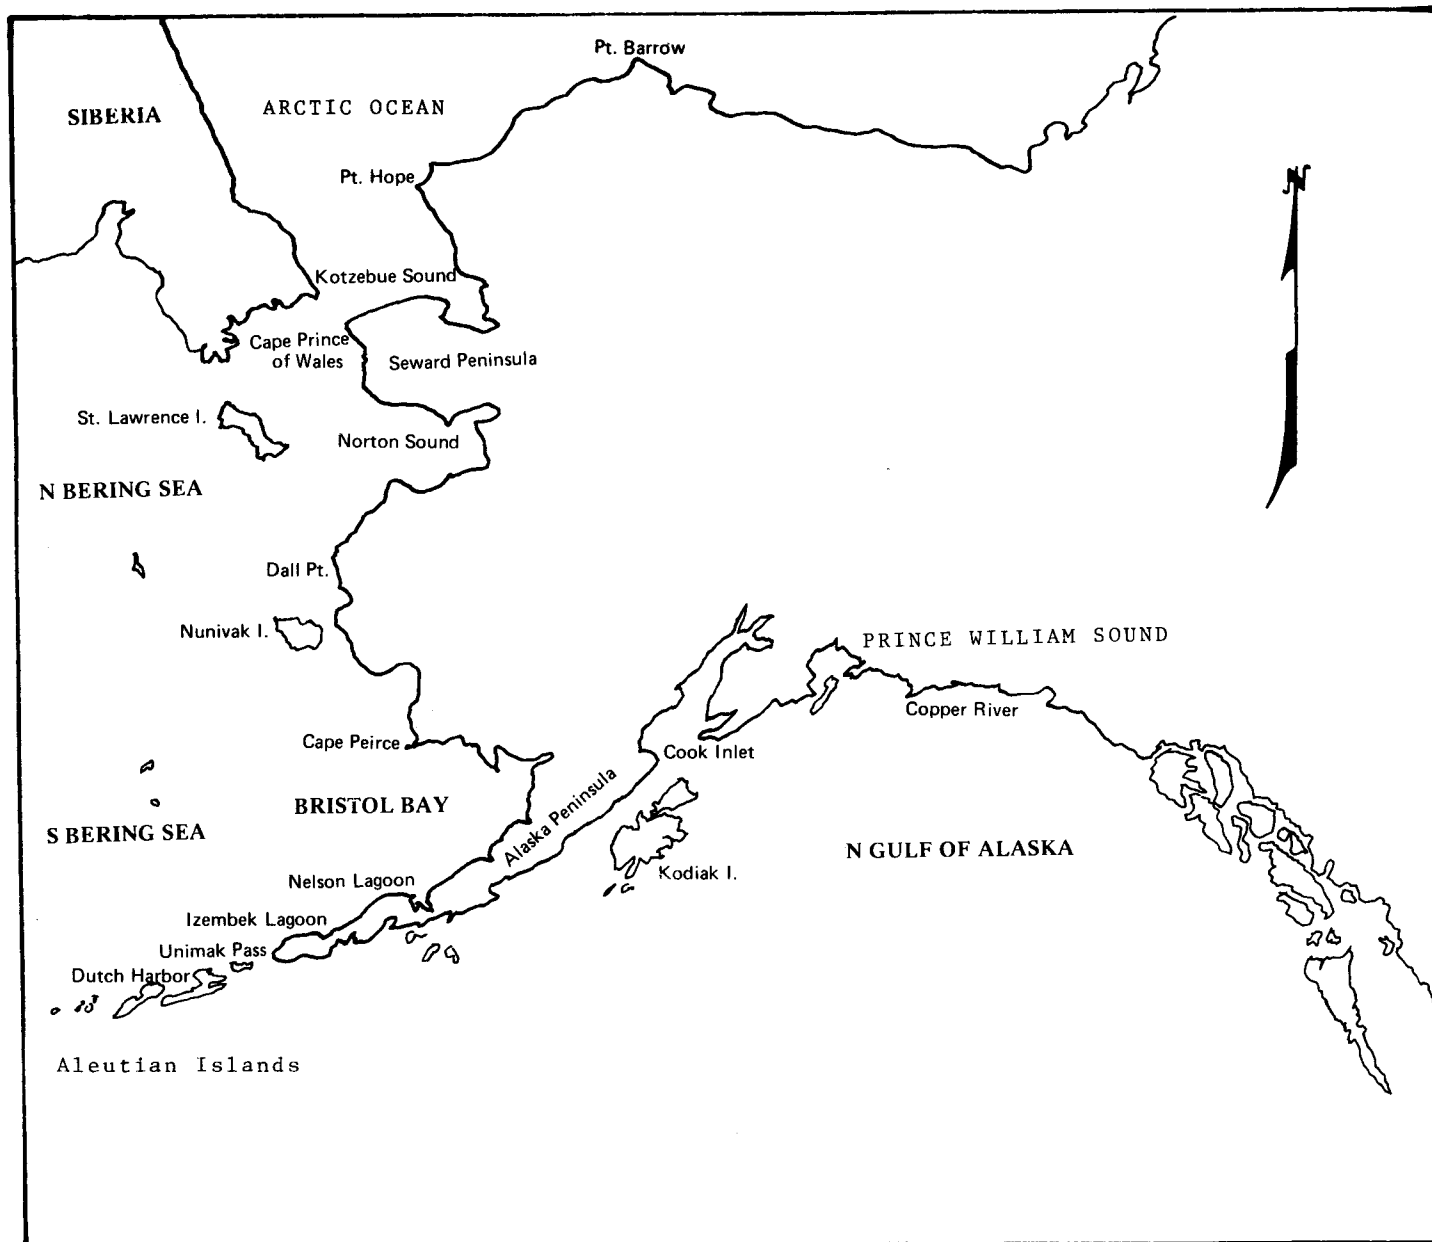 Pt. Barrow
SIBERIA
ARCTIC OCEAN
Pt. Hope
N
Kotzebue Sound
Cape Prince
of Wales
Seward Peninsula
St. Lawrence I.
Norton Sound
N BERING SEA
Dall Pt.
Nunivak I.
PRINCE WILLIAM SOUND
Copper River
Cape Peirce
Cook Inlet
BRISTOL BAY
Alaska Peninsula
S BERING SEA
N GULF OF ALASKA
Kodiak I.
Nelson Lagoon
Izembek Lagoon
Unimak Pass
Dutch Harbor
Aleutian Islands